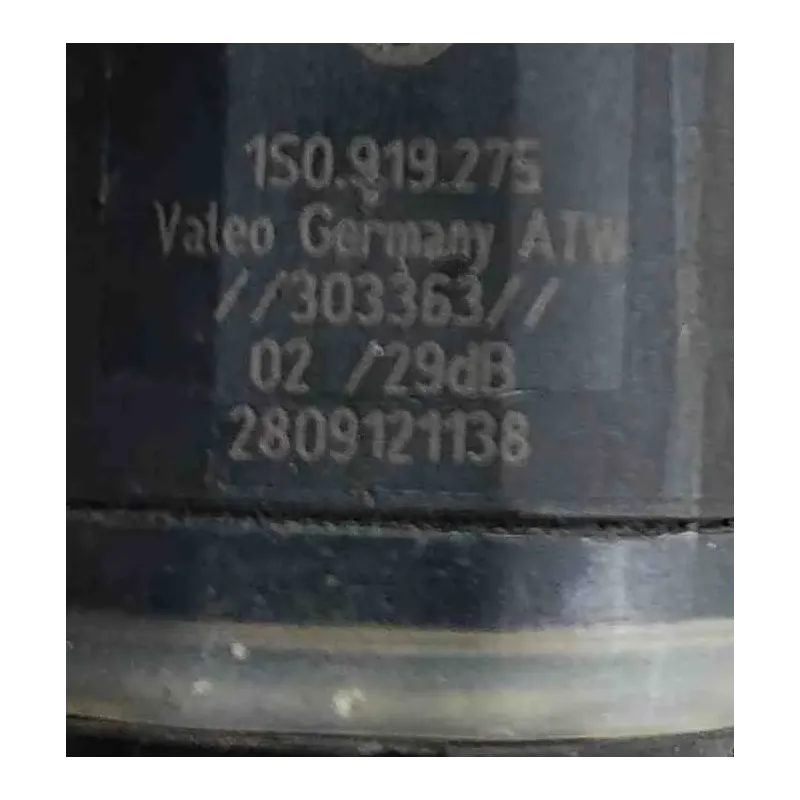 1S0.919.275
Valeo Germany ATW
//303363//
02 /29dB
2809121138